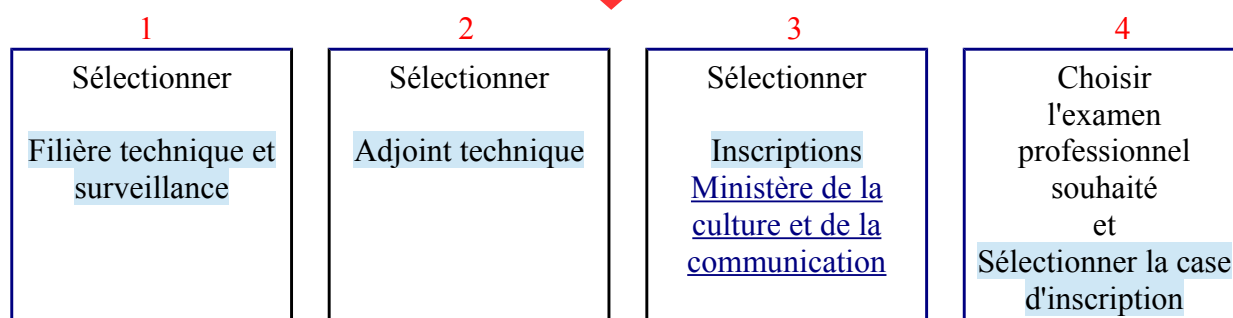 1
Sélectionner
Filière technique et
surveillance
2
Sélectionner
Adjoint technique
3
Sélectionner
Inscriptions
Ministère de la
culture et de la
communication
4
Choisir
l'examen
professionnel
souhaité
et
Sélectionner la case
d'inscription